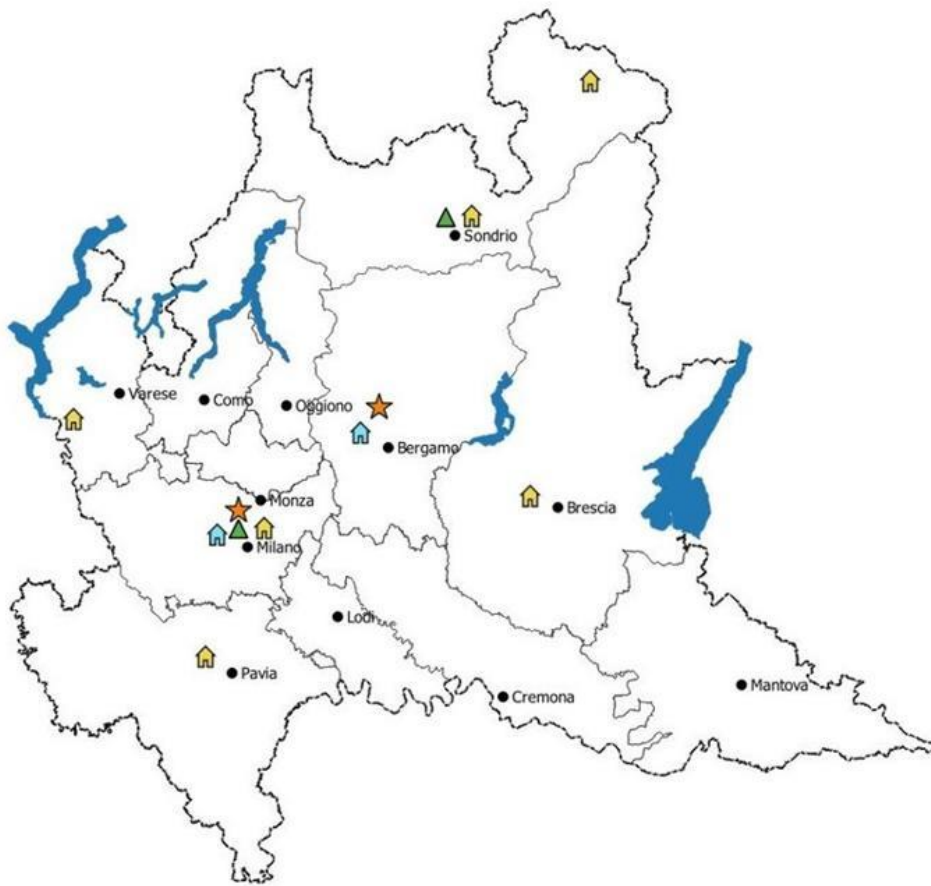 Sondrio
Varese
Como
Oggiono
Bergamo
Monza
Brescia
Milano
Lodi
Pavia
Mantova
Cremona